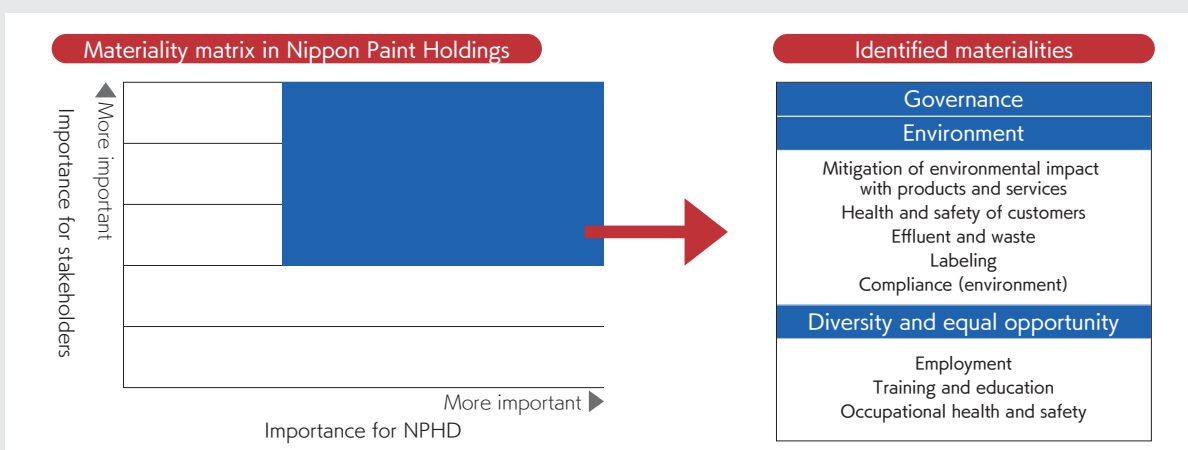 Materiality matrix in Nippon Paint Holdings
Importance for stakeholders
More important
More important
Importance for NPHD
Identified materialities
Governance
Environment
Mitigation of environmental impact
with products and services
Health and safety of customers
Effluent and waste
Labeling
Compliance (environment)
Diversity and equal opportunity
Employment
Training and education
Occupational health and safety